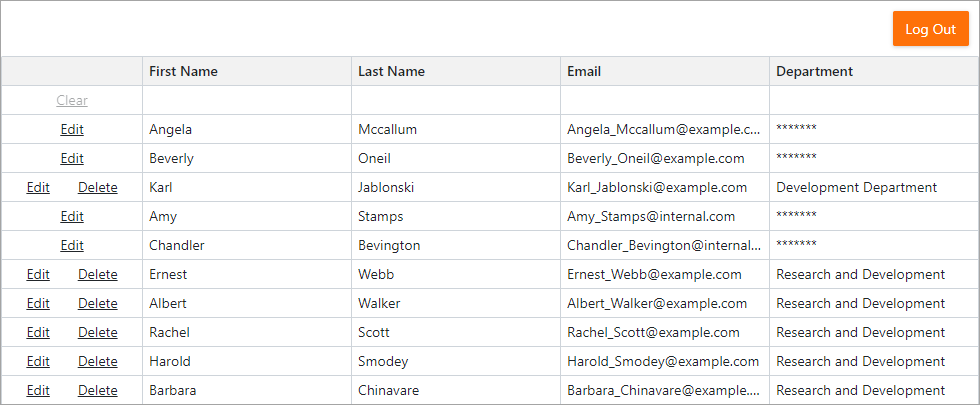 Log Out
First Name Last Name Email Department
Clear
Edit Angela Mccallum Angela_Mccallum@example.c... *******
Edit Beverly Oneil Beverly_Oneil@example.com *******
Edit Delete Karl Jablonski Karl_Jablonski@example.com Development Department
Edit Amy Stamps Amy_Stamps@internal.com *******
Edit Chandler Bevington Chandler_Bevington@internal... *******
Edit Delete Ernest Webb Ernest_Webb@example.com Research and Development
Edit Delete Albert Walker Albert_Walker@example.com Research and Development
Edit Delete Rachel Scott Rachel_Scott@example.com Research and Development
Edit Delete Harold Smodey Harold_Smodey@example.com Research and Development
Edit Delete Barbara Chinavare Barbara_Chinavare@example.... Research and Development